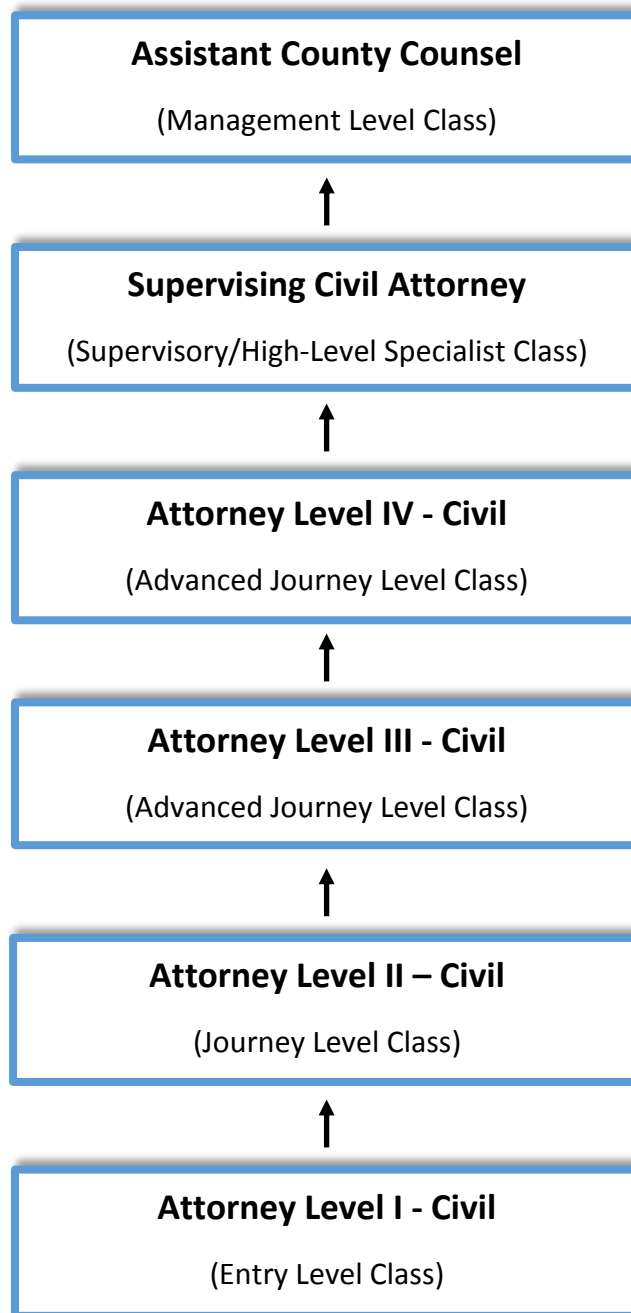 Assistant County Counsel
(Management Level Class)
Supervising Civil Attorney
(Supervisory/High-Level Specialist Class)
Attorney Level IV - Civil
(Advanced Journey Level Class)
Attorney Level III - Civil
(Advanced Journey Level Class)
Attorney Level II – Civil
(Journey Level Class)
Attorney Level I - Civil
(Entry Level Class)